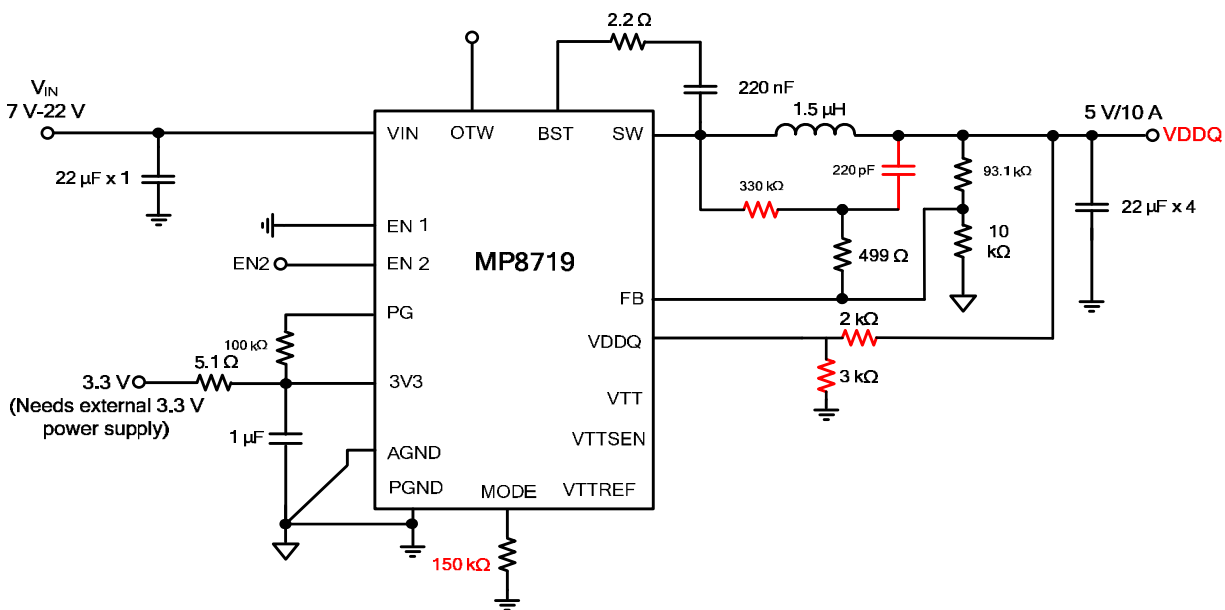 2.2 Ω
V_IN
7 V-22 V
220 nF
1.5 µH
5 V/10 A
VIN
OTW
BST
SW
VDDQ
22 µF x 1
330 kΩ
220 pF
93.1 kΩ
22 µF x 4
EN 1
10
kΩ
EN2
EN 2
MP8719
499 Ω
PG
FB
100 kΩ
2 kΩ
VDDQ
5.1 Ω
3.3 V
3V3
3 kΩ
(Needs external 3.3 V
power supply)
VTT
1 µF
VTTSEN
AGND
PGND
MODE
VTTREF
150 kΩ